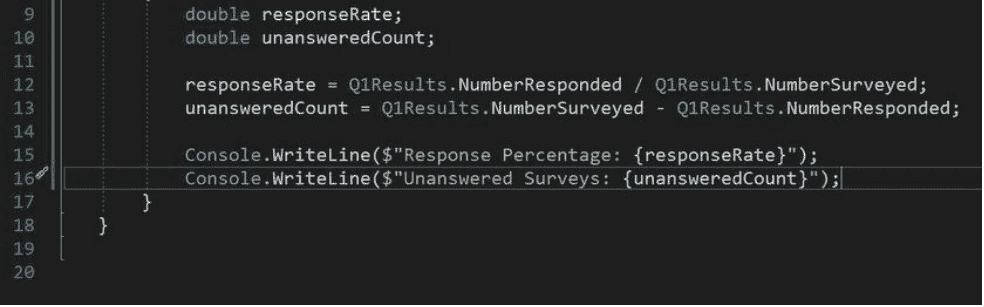 9 double responseRate;
10 double unansweredCount;
11
12 responseRate = Q1Results.NumberResponded / Q1Results.NumberSurveyed;
13 unansweredCount = Q1Results.NumberSurveyed - Q1Results.NumberResponded;
14
15 Console.WriteLine($"Response Percentage: {responseRate}");
16 Console.WriteLine($"Unanswered Surveys: {unansweredCount}");
17 }
18 }
19
20